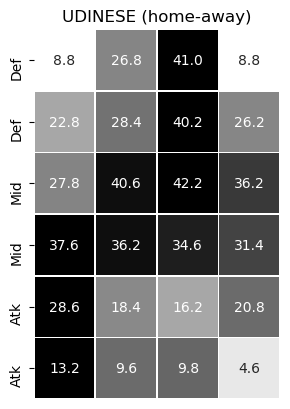 UDINESE (home-away)
Def 8.8 26.8 41.0 8.8
Def 22.8 28.4 40.2 26.2
Mid 27.8 40.6 42.2 36.2
Mid 37.6 36.2 34.6 31.4
Atk 28.6 18.4 16.2 20.8
Atk 13.2 9.6 9.8 4.6